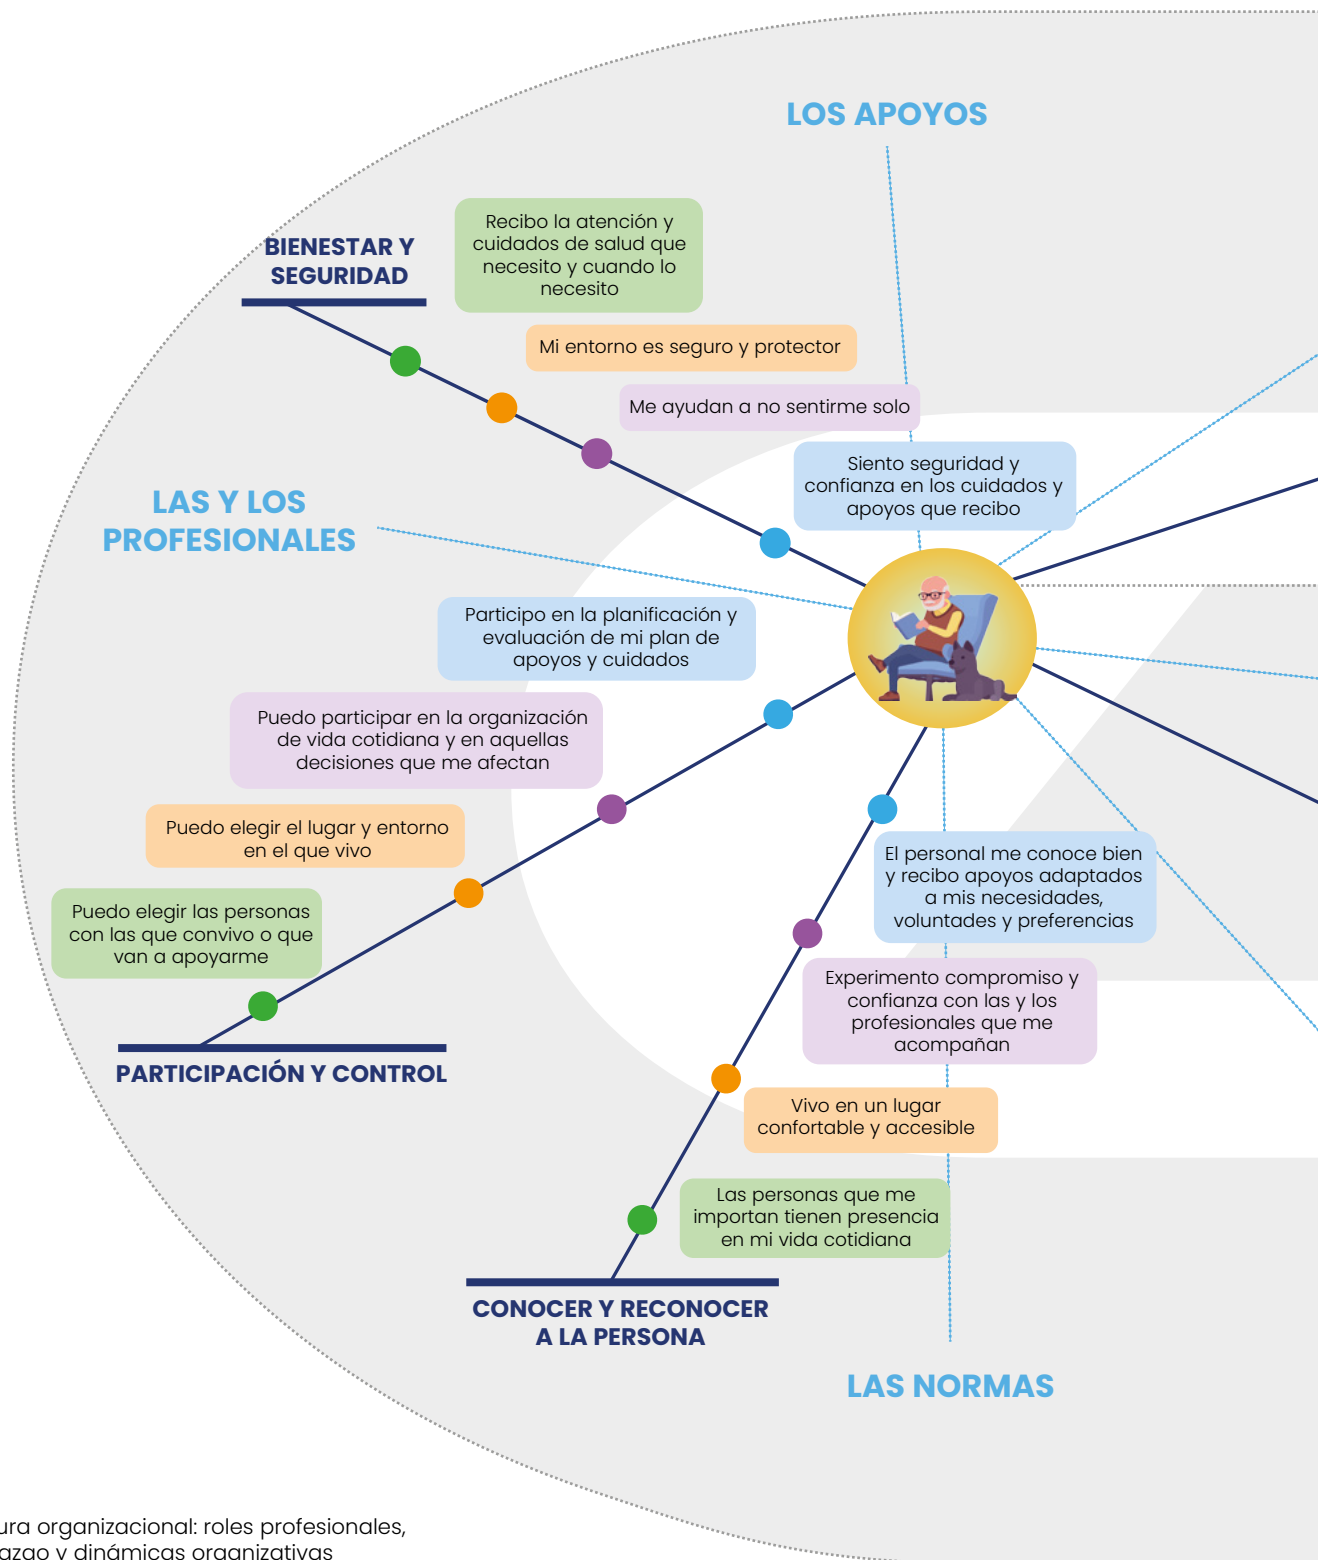 LOS APOYOS
BIENESTAR Y
SEGURIDAD
Recibo la atención y
cuidados de salud que
necesito y cuando lo
necesito
Mi entorno es seguro y protector
Me ayudan a no sentirme solo
Siento seguridad y
confianza en los cuidados y
apoyos que recibo
LAS Y LOS
PROFESIONALES
Participo en la planificación y
evaluación de mi plan de
apoyos y cuidados
Puedo participar en la organización
de vida cotidiana y en aquellas
decisiones que me afectan
Puedo elegir el lugar y entorno
en el que vivo
Puedo elegir las personas
con las que convivo o que
van a apoyarme
PARTICIPACIÓN Y CONTROL
El personal me conoce bien
y recibo apoyos adaptados
a mis necesidades,
voluntades y preferencias
Experimento compromiso y
confianza con las y los
profesionales que me
acompañan
Vivo en un lugar
confortable y accesible
Las personas que me
importan tienen presencia
en mi vida cotidiana
CONOCER Y RECONOCER
A LA PERSONA
LAS NORMAS
organizacional: roles profesionales,
y dinámicas organizativas